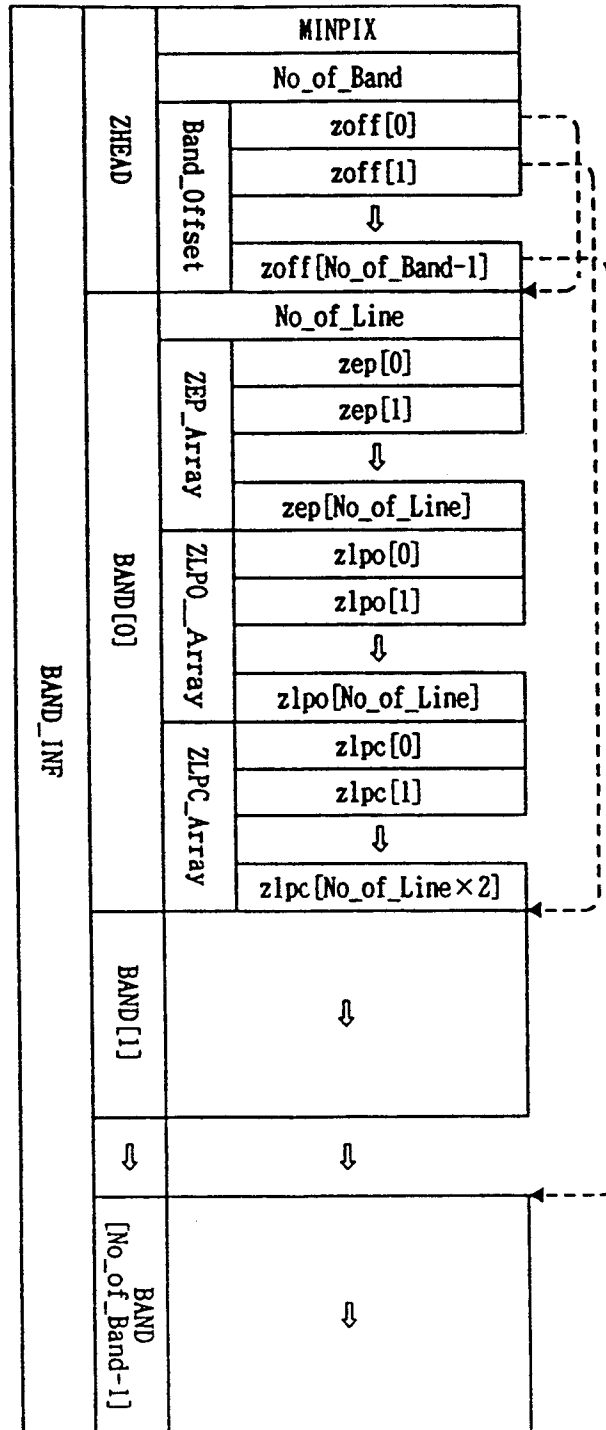 BAND_INF
ZHEAD
MINPIX
No_of_Band
Band_Offset
zoff[0]
zoff[1]
⇩
zoff[No_of_Band-1]
BAND[0]
No_of_Line
ZEP_Array
zep[0]
zep[1]
⇩
zep[No_of_Line]
ZLPO_Array
zlpo[0]
zlpo[1]
⇩
zlpo[No_of_Line]
ZLPC_Array
zlpc[0]
zlpc[1]
⇩
zlpc[No_of_Line×2]
BAND[1]
⇩
⇩
⇩
BAND
[No_of_Band-1]
⇩